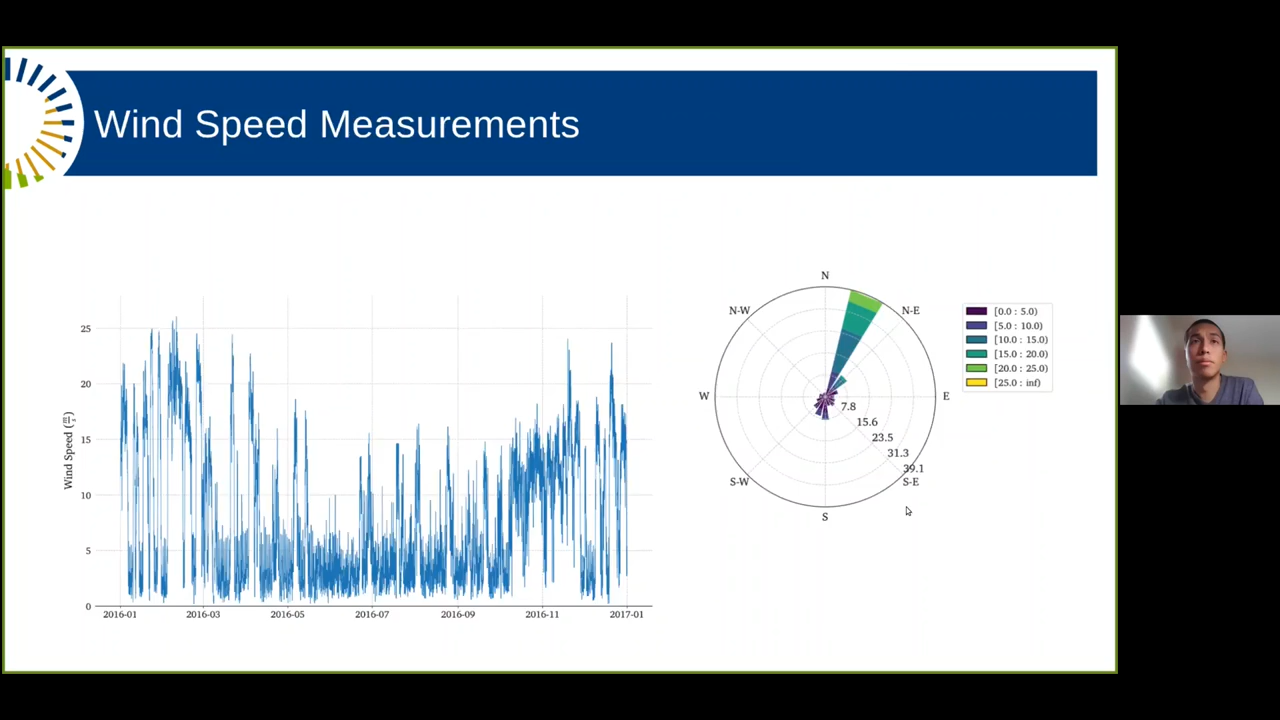 Wind Speed Measurements
25
20
15
10
5
0
Wind Speed (m/s)
2016-01
2016-03
2016-05
2016-07
2016-09
2016-11
2017-01
N
N-W
N-E
W
E
7.8
15.6
23.5
31.3
39.1
S-W
S-E
S
[0.0 : 5.0)
[5.0 : 10.0)
[10.0 : 15.0)
[15.0 : 20.0)
[20.0 : 25.0)
[25.0 : inf)